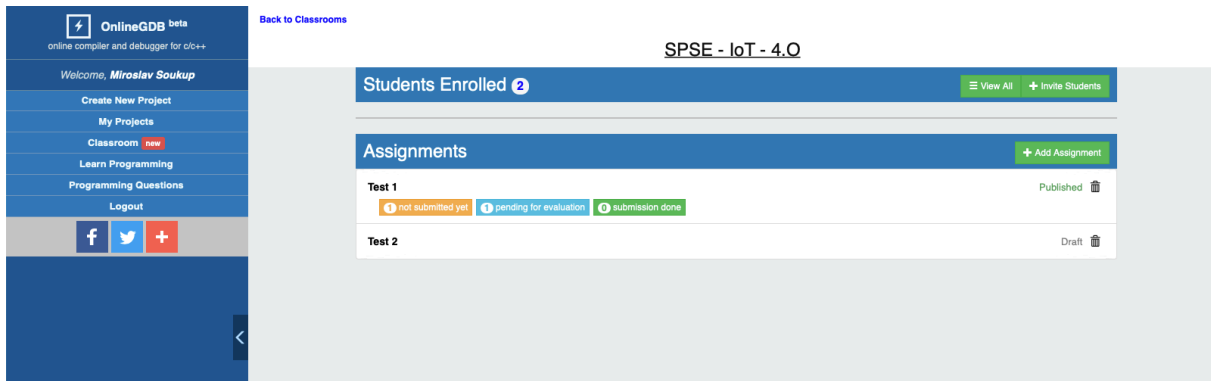 OnlineGDB beta
online compiler and debugger for c/c++
Welcome, Miroslav Soukup
Create New Project
My Projects
Classroom new
Learn Programming
Programming Questions
Logout
f
Back to Classrooms
SPSE - IoT - 4.O
Students Enrolled 2
View All
Invite Students
Assignments
Add Assignment
Test 1
Published
1 not submitted yet
1 pending for evaluation
0 submission done
Test 2
Draft